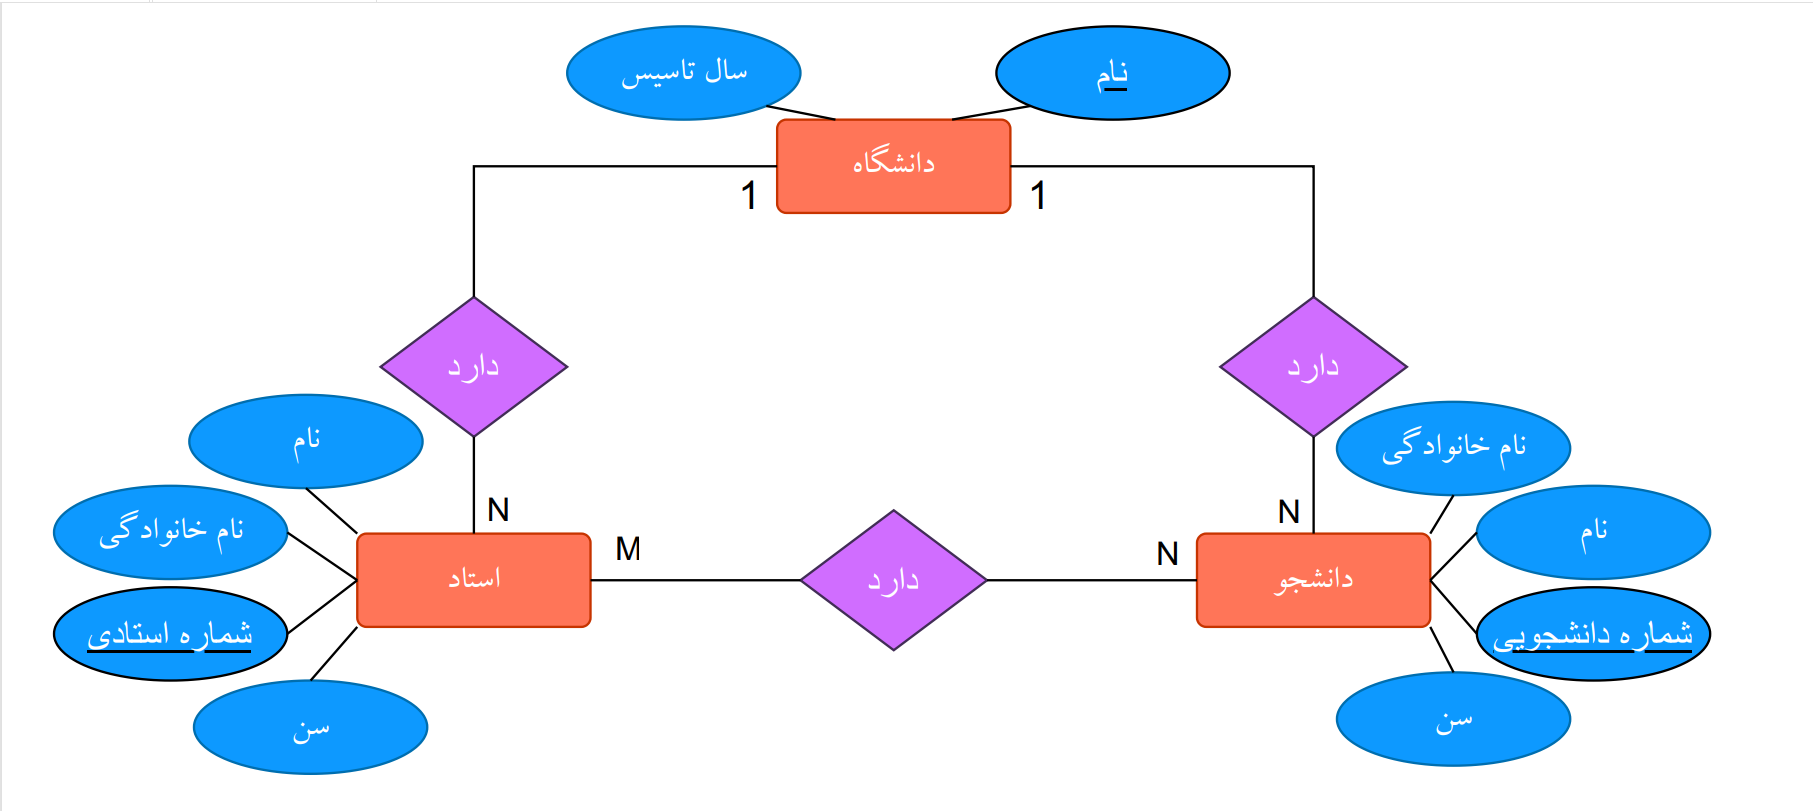 نام
سال تاسیس
دانشگاه
1
1
دارد
دارد
نام خانوادگی
نام
نام
نام خانوادگی
N
N
M
N
دانشجو
دارد
استاد
شماره دانشجویی
شماره استادی
سن
سن